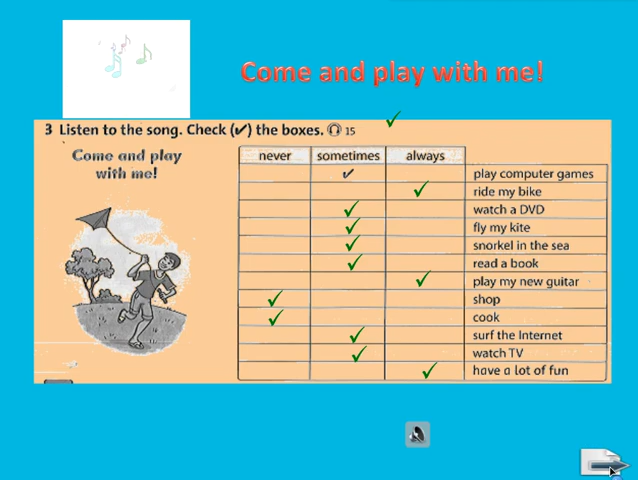 Come and play with me!
3 Listen to the song. Check (✔) the boxes. 15
Come and play
with me!
never sometimes always
play computer games
ride my bike
watch a DVD
fly my kite
snorkel in the sea
read a book
play my new guitar
shop
cook
surf the Internet
watch TV
have a lot of fun